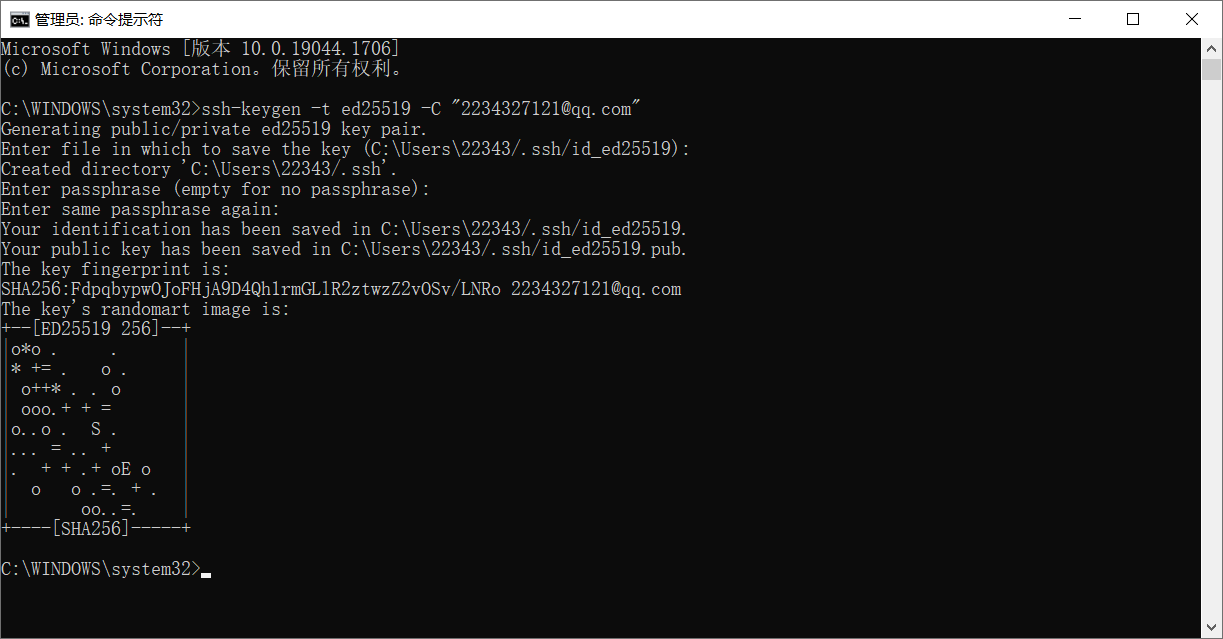 管理员: 命令提示符
Microsoft Windows [版本 10.0.19044.1706]
(c) Microsoft Corporation。保留所有权利。
C:\WINDOWS\system32>ssh-keygen -t ed25519 -C "2234327121@qq.com"
Generating public/private ed25519 key pair.
Enter file in which to save the key (C:\Users\22343/.ssh/id_ed25519):
Created directory 'C:\Users\22343/.ssh'.
Enter passphrase (empty for no passphrase):
Enter same passphrase again:
Your identification has been saved in C:\Users\22343/.ssh/id_ed25519.
Your public key has been saved in C:\Users\22343/.ssh/id_ed25519.pub.
The key fingerprint is:
SHA256:FdpqbypwOJoFHjA9D4Qh1rmGLlR2ztwzZ2vOSv/LNRo 2234327121@qq.com
The key's randomart image is:
+--[ED25519 256]--+
|o*o .     .      |
|* += .   o .     |
| o++* . . o      |
| ooo.+ + =       |
|o..o .  S .      |
|... = .. +       |
|.  + + .+ oE o   |
|  o   o .=. + .  |
|       oo..=.    |
+----[SHA256]-----+
C:\WINDOWS\system32>